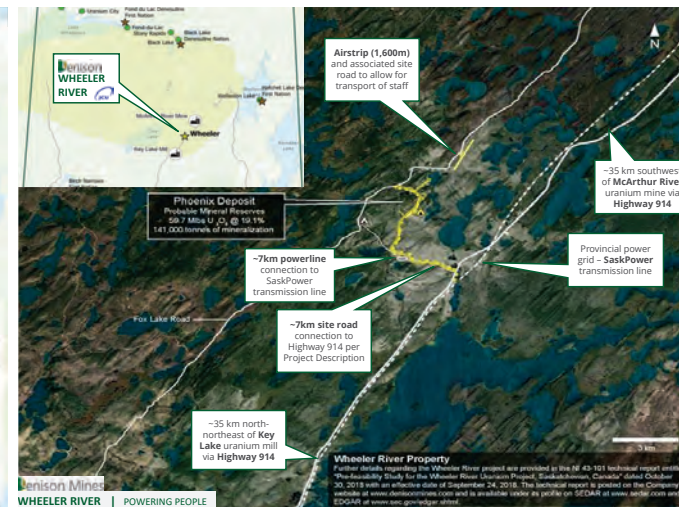 Uranium City
Fond du Lac Denesuline
First Nation
Fond-du-Lac
Stony Rapids
Black Lake
Black Lake
Denesuline Nation
Wollaston Lake
Hatchet Lake
First Nation
Denison
WHEELER
RIVER
JCU
McArthur River Mine
Wheeler
Key Lake Mill
Airstrip (1,600m)
and associated site
road to allow for
transport of staff
N
~35 km southwest
of McArthur River
uranium mine via
Highway 914
Phoenix Deposit
Probable Mineral Reserves
59.7 Mlbs U3O8 @ 19.1%
141,000 tonnes of mineralization
~7km powerline
connection to
SaskPower
transmission line
Provincial power
grid – SaskPower
transmission line
Fox Lake Road
~7km site road
connection to
Highway 914 per
Project Description
~35 km north-
northeast of Key
Lake uranium mill
via Highway 914
3 km
Wheeler River Property
Further details regarding the Wheeler River project are provided in the NI 43-101 technical report entitled
"Pre-feasibility Study for the Wheeler River Uranium Project, Saskatchewan, Canada" dated October
30, 2018 with an effective date of September 24, 2018. The technical report is posted on the Company
website at www.denisonmines.com and is available under its profile on SEDAR at www.sedar.com and
EDGAR at www.sec.gov/edgar.shtml.
Denison Mines
WHEELER RIVER | POWERING PEOPLE